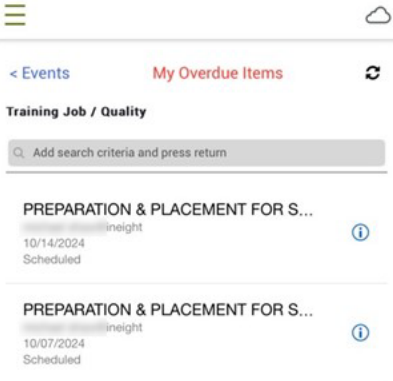 < Events My Overdue Items
Training Job / Quality
Add search criteria and press return
PREPARATION & PLACEMENT FOR S...
ineight
10/14/2024
Scheduled
PREPARATION & PLACEMENT FOR S...
ineight
10/07/2024
Scheduled